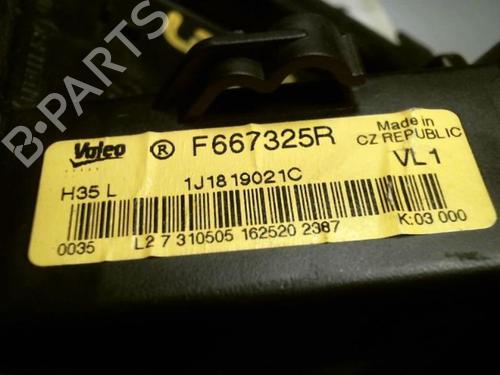 B-PARTS
Valeo ® F667325R Made in
CZ REPUBLIC
H35 L 1J1819021C VL1
0035 L2 7 310505 162520 2387 K:03 000